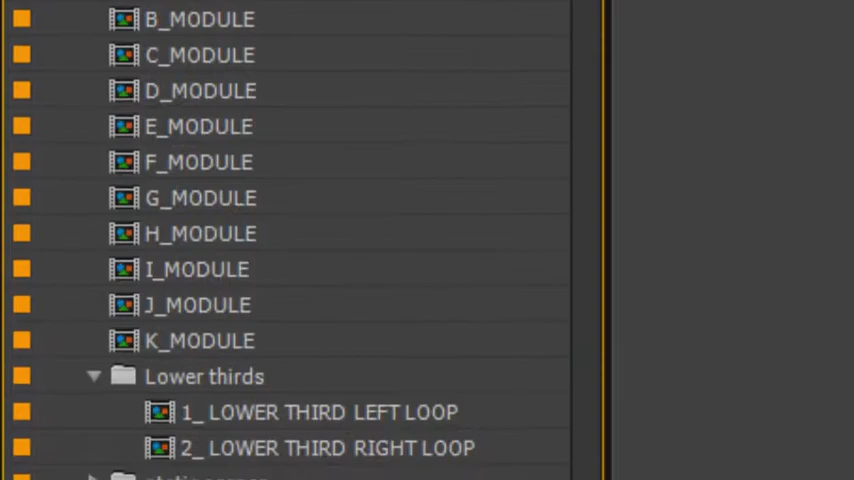 B_MODULE
C_MODULE
D_MODULE
E_MODULE
F_MODULE
G_MODULE
H_MODULE
I_MODULE
J_MODULE
K_MODULE
Lower thirds
1_ LOWER THIRD LEFT LOOP
2_ LOWER THIRD RIGHT LOOP